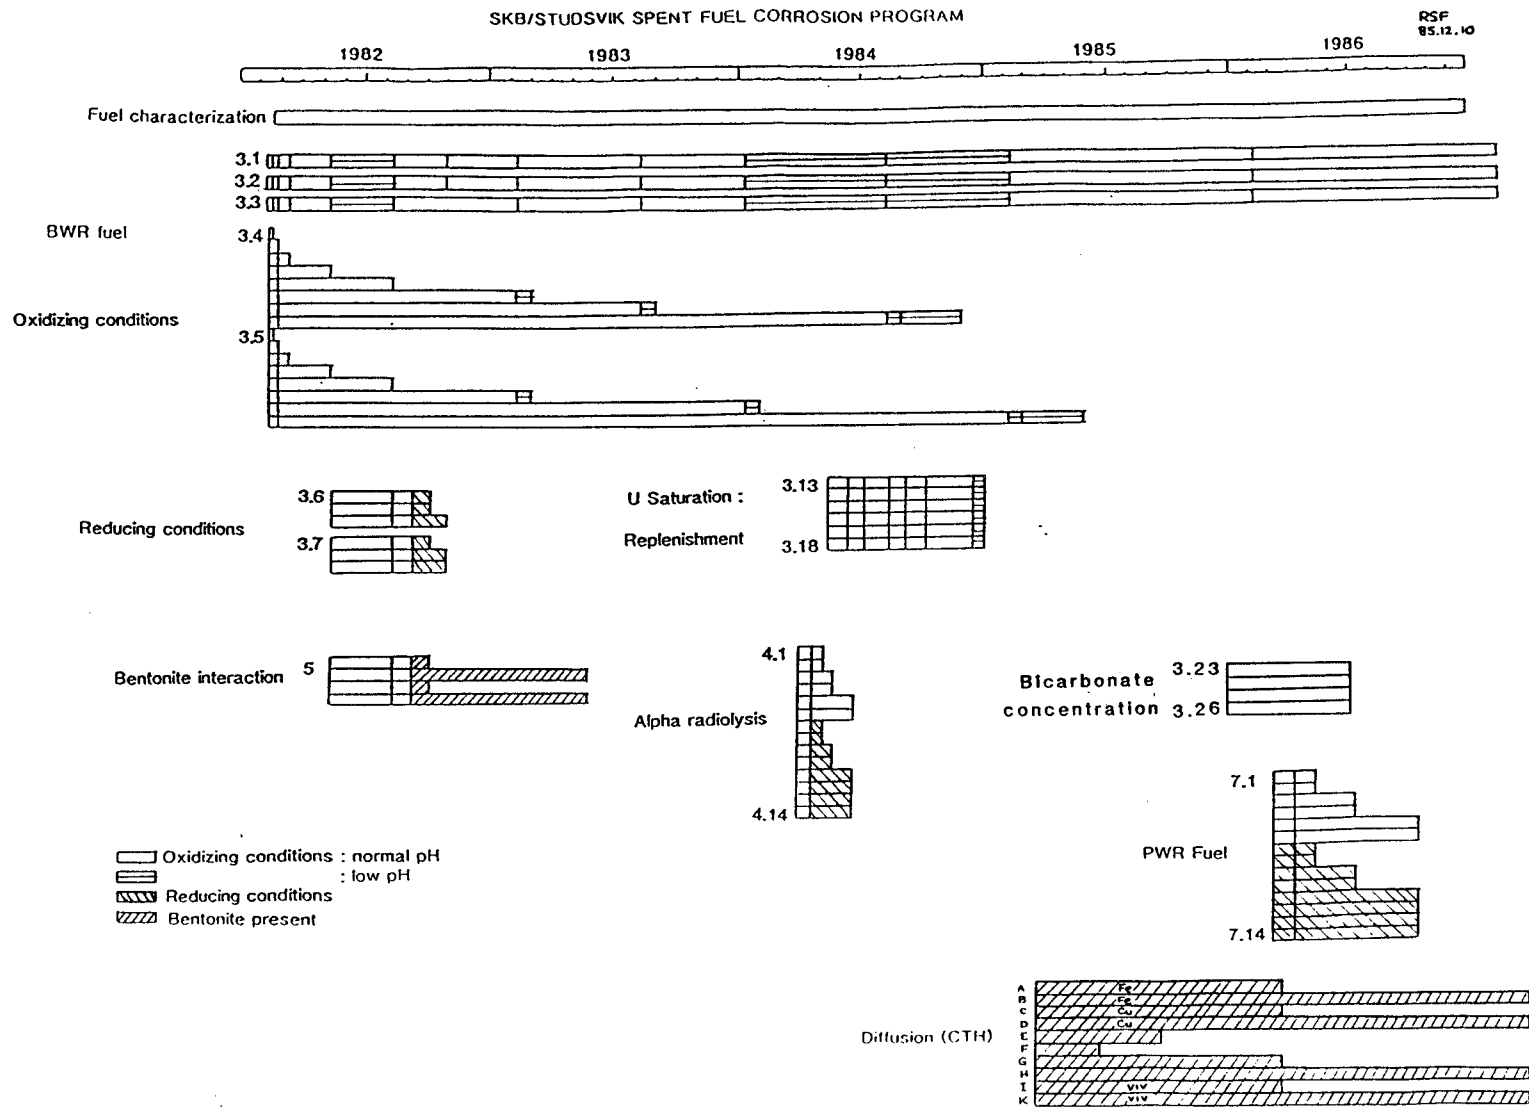 SKB/STUDSVIK SPENT FUEL CORROSION PROGRAM
RSF
85.12.10
1982 1983 1984 1985 1986
Fuel characterization
3.1
3.2
3.3
BWR fuel
3.4
Oxidizing conditions
3.5
3.6
Reducing conditions
3.7
U Saturation :
3.13
Replenishment
3.18
Bentonite interaction 5
4.1
Alpha radiolysis
4.14
Bicarbonate 3.23
concentration 3.26
7.1
PWR Fuel
7.14
Oxidizing conditions : normal pH
: low pH
Reducing conditions
Bentonite present
Diffusion (CTH)
A Fe
B Fe
C Cu
D Cu
E
F
G
H
I VIV
K VIV